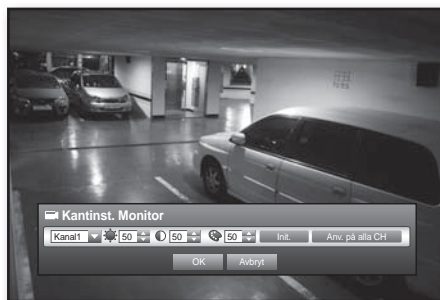 Kantinst. Monitor
Kanal1 50 50 50 Init. Anv. på alla CH
OK Avbryt